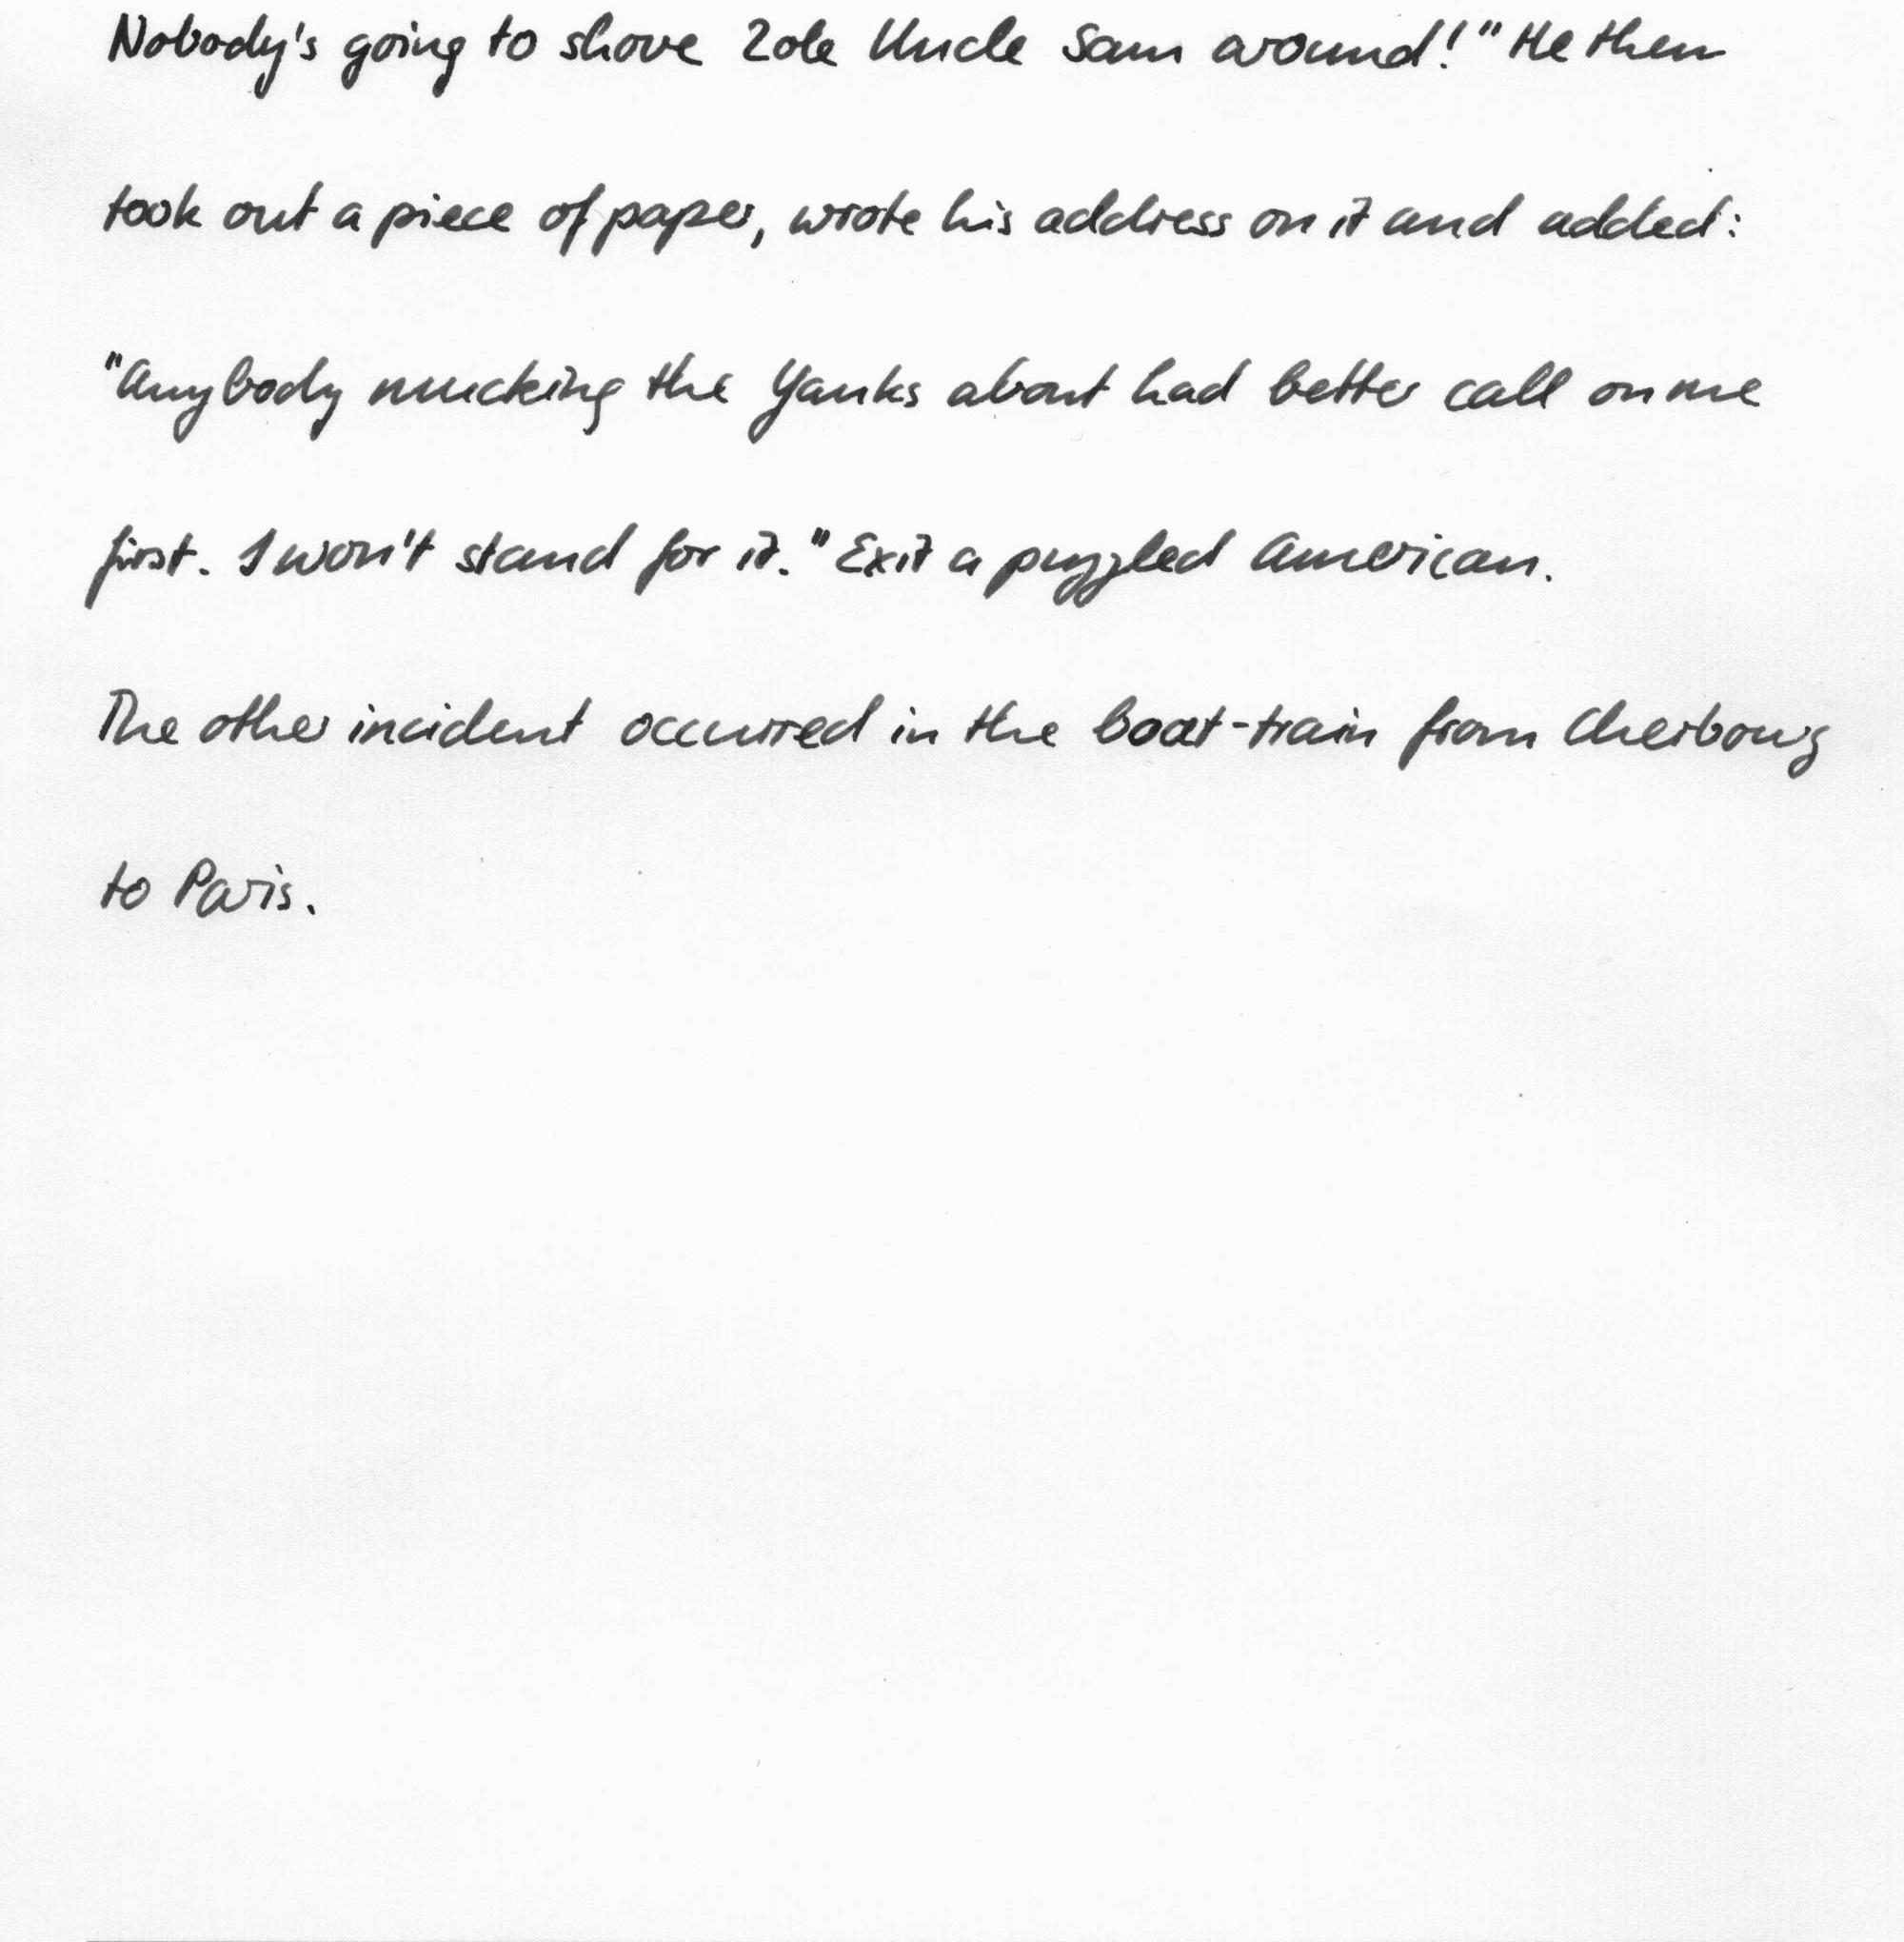 Nobody's going to shove 2ole Uncle Sam around!" He then
took out a piece of paper, wrote his address on it and added:
"Anybody mucking the Yanks about had better call on me
first. I won't stand for it." Exit a puzzled American.
The other incident occurred in the boat-train from Cherbourg
to Paris.